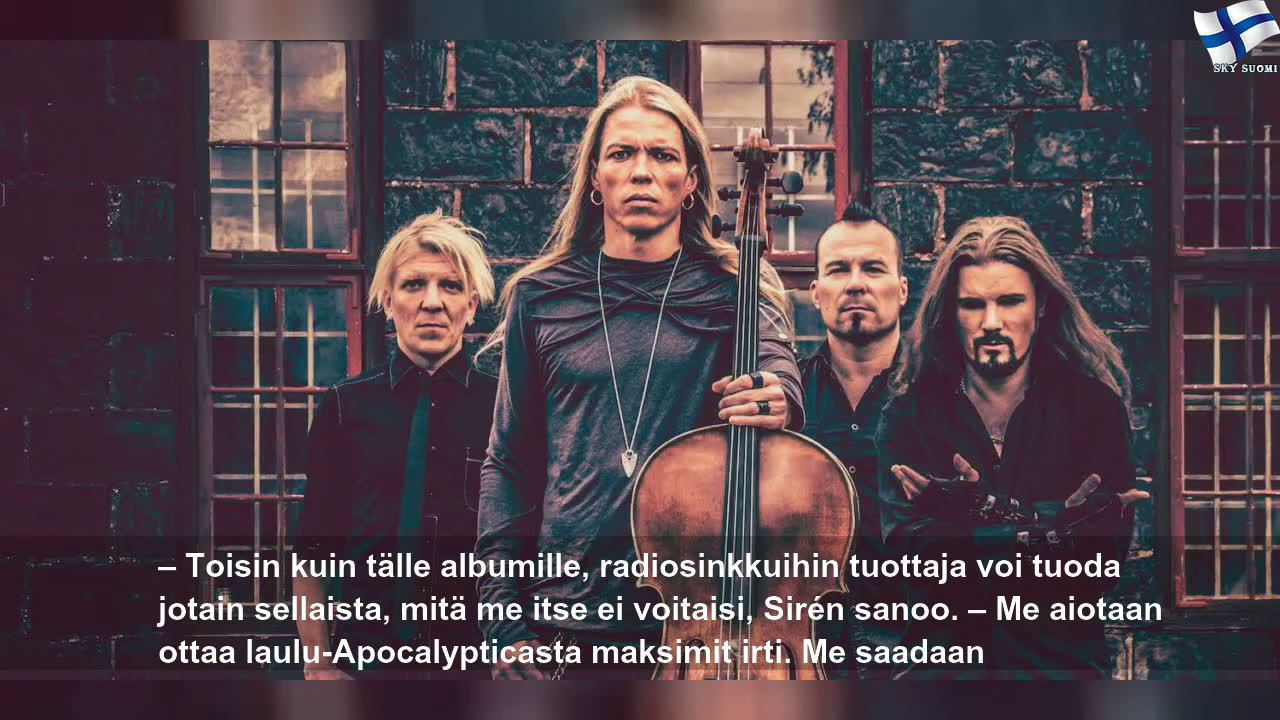 SKY SUOMI
– Toisin kuin tälle albumille, radiosinkkuihin tuottaja voi tuoda
jotain sellaista, mitä me itse ei voitaisi, Sirén sanoo. – Me aiotaan
ottaa laulu-Apocalypticasta maksimit irti. Me saadaan